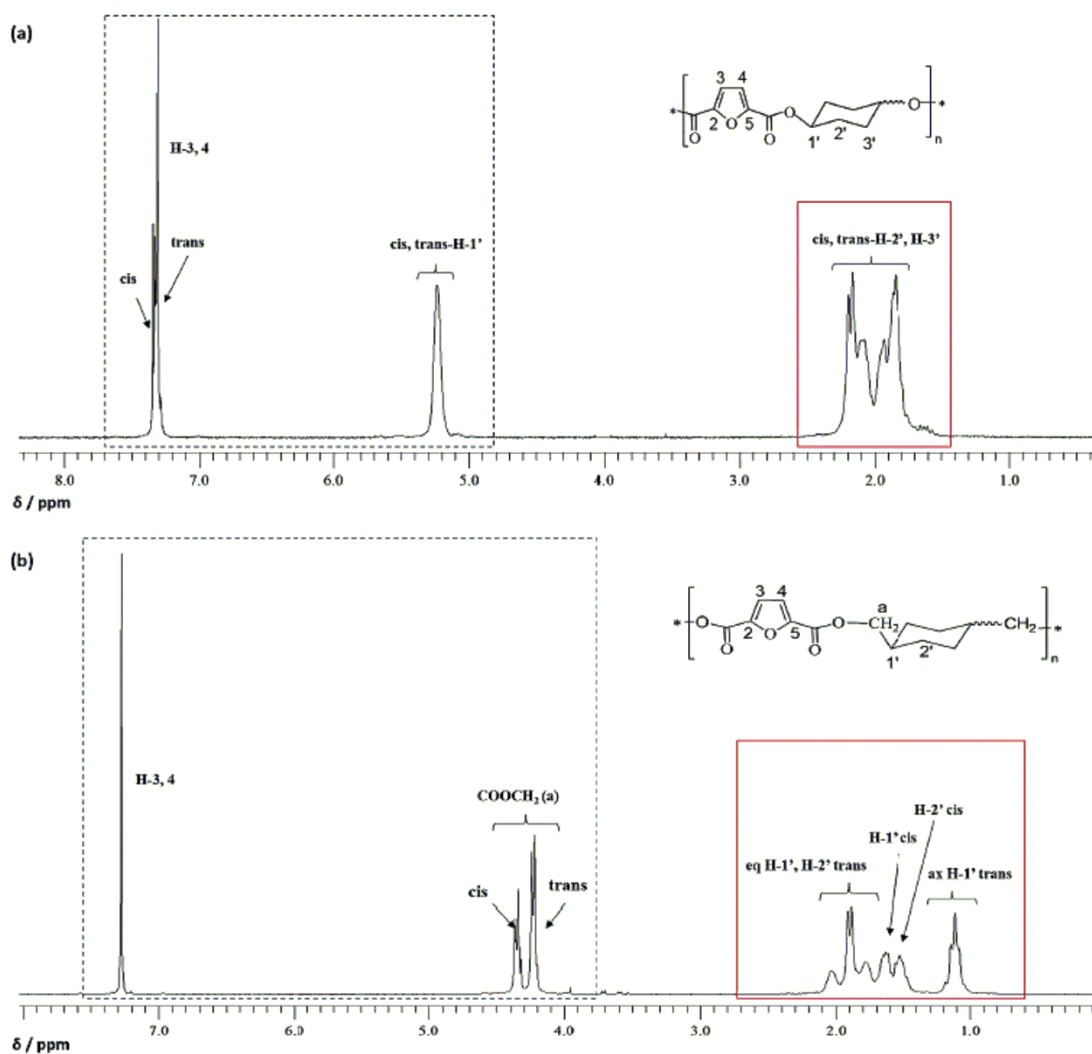 (a)
3 4
O
n
* 2 O 5 O *
O O 1' 2' 3'
H-3, 4
trans
cis
cis, trans-H-1'
cis, trans-H-2', H-3'
8.0 7.0 6.0 5.0 4.0 3.0 2.0 1.0
δ / ppm
(b)
3 4 a
* O 2 O 5 O CH2 CH2 *
O O 1' 2' n
H-3, 4
COOCH2 (a)
cis
trans
H-2' cis
H-1' cis
eq H-1', H-2' trans
ax H-1' trans
7.0 6.0 5.0 4.0 3.0 2.0 1.0
δ / ppm